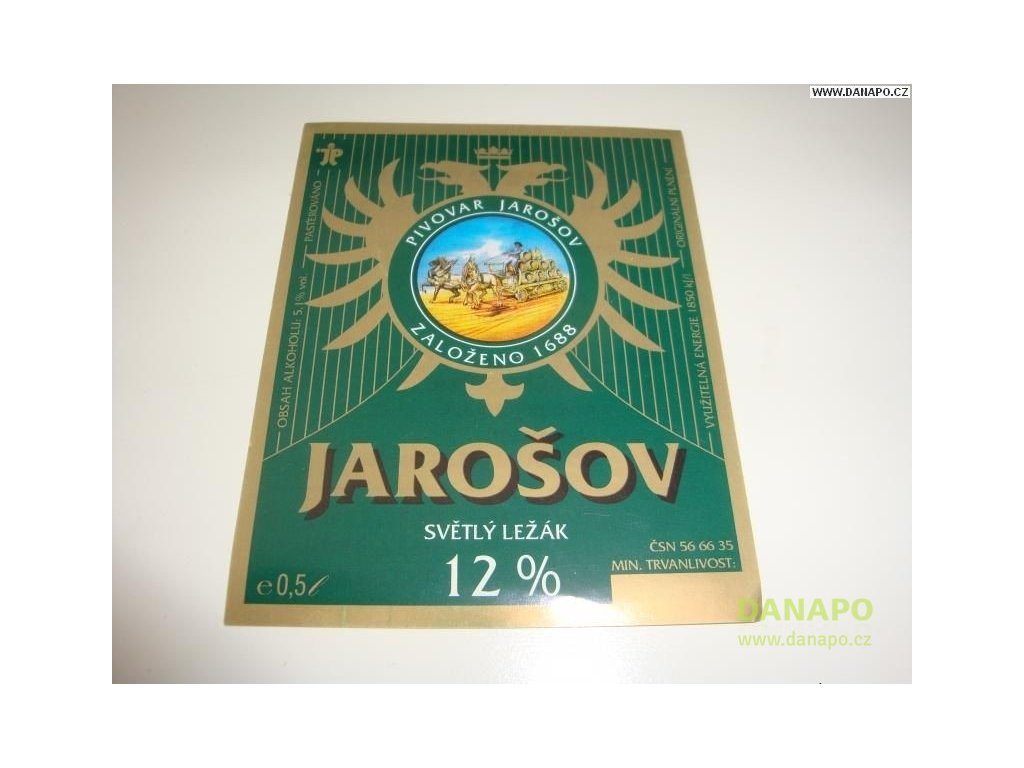 WWW.DANAPO.CZ
JP
PASTEROVÁNO
OBSAH ALKOHOLU: 5,1% vol.
PIVOVAR JAROŠOV
ZALOŽENO 1688
ORIGINÁLNÍ PLNĚNÍ
VYUŽITELNÁ ENERGIE 1850 kJ/l
JAROŠOV
SVĚTLÝ LEŽÁK
12 %
e 0,5 l
ČSN 56 66 35
MIN. TRVANLIVOST:
DANAPO
www.danapo.cz